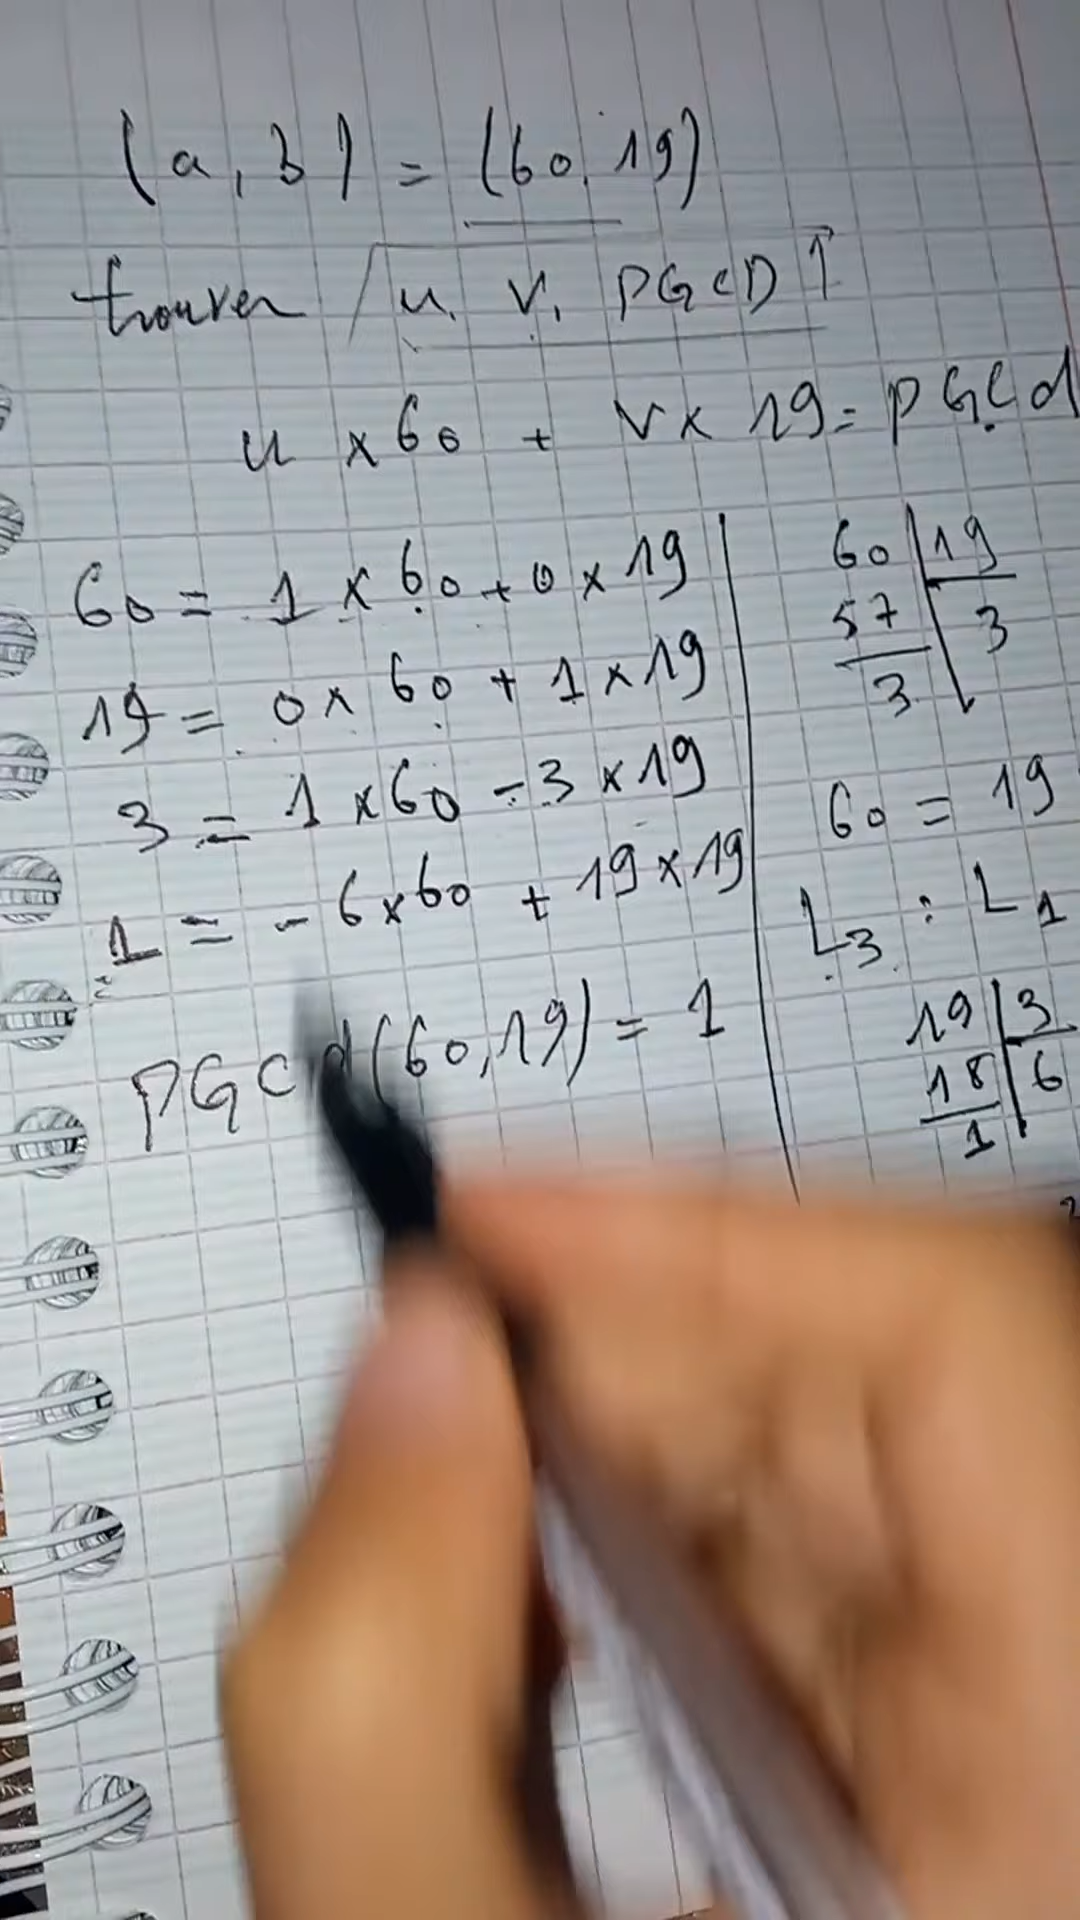 (a, b) = (60, 19)
trouver u, v, PGCD
u × 60 + v × 19 = PGCd
60 = 1 × 60 + 0 × 19
19 = 0 × 60 + 1 × 19
3 = 1 × 60 - 3 × 19
1 = - 6 × 60 + 19 × 19
PGCd(60,19) = 1
60 | 19
57 | 3
3
60 = 19
L3 : L1
19 | 3
18 | 6
1